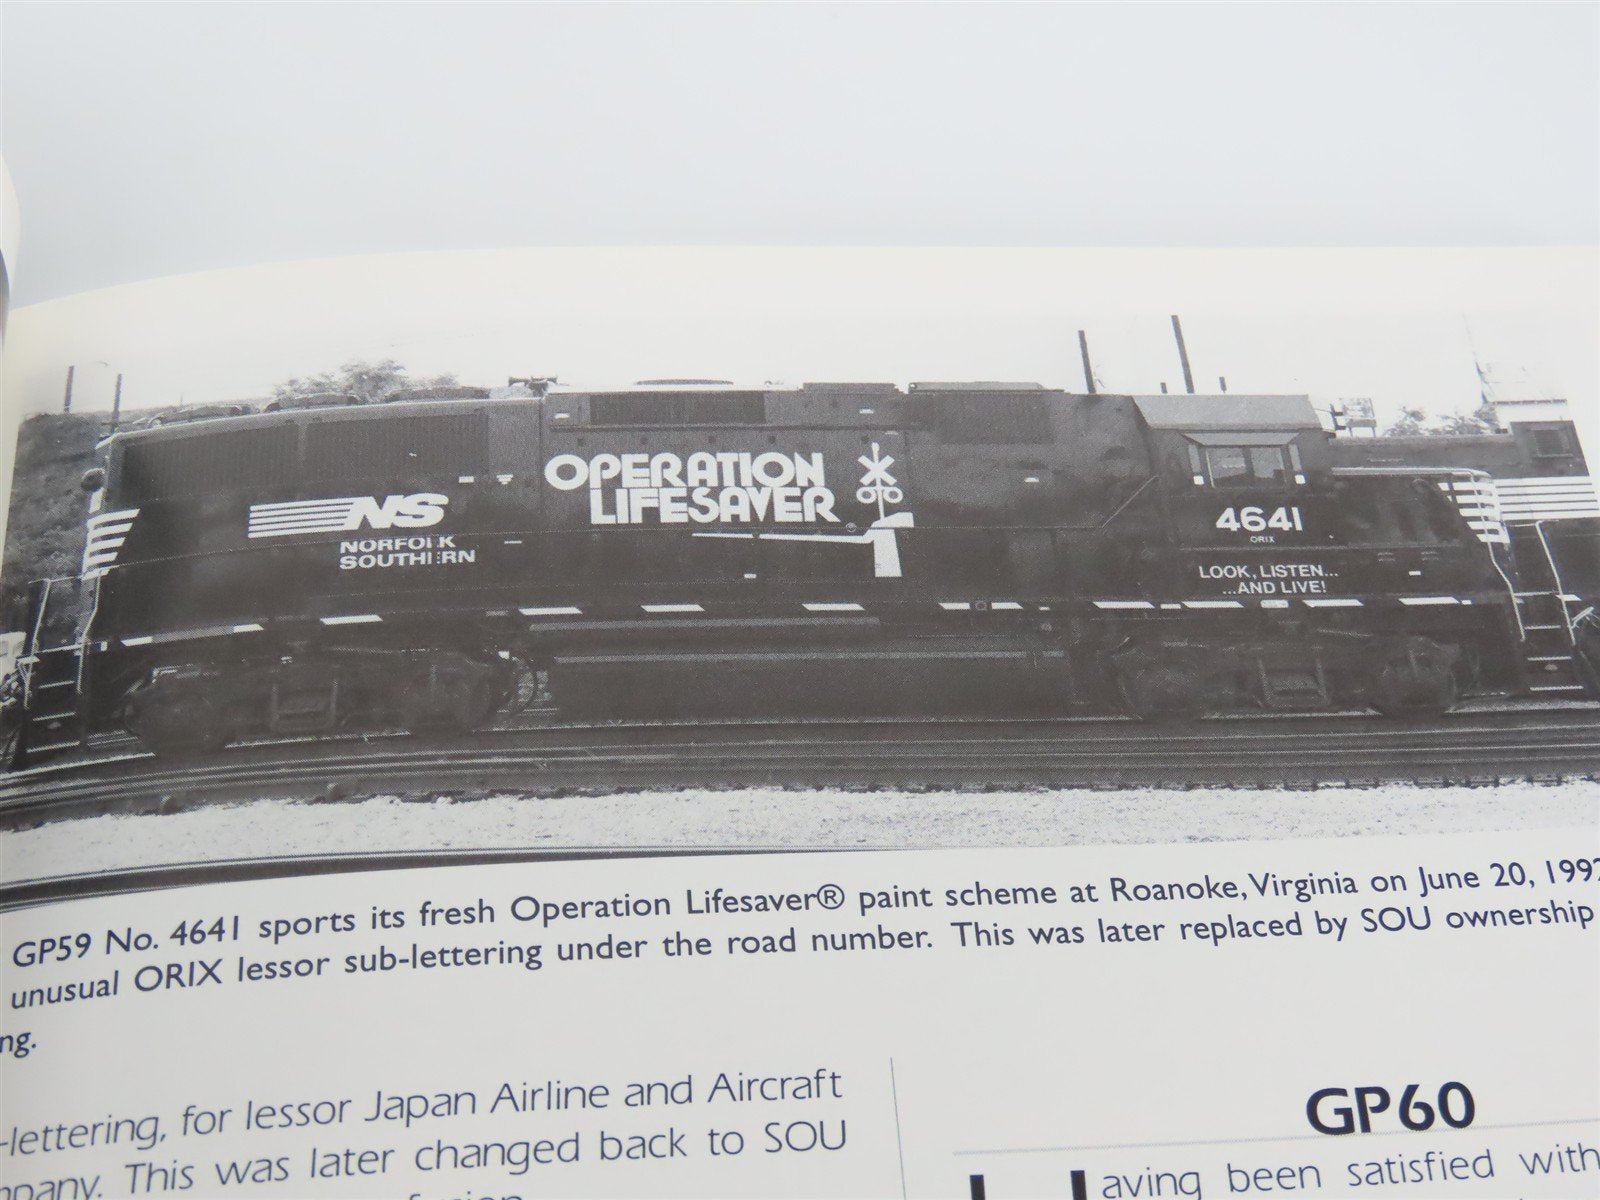 OPERATION
LIFESAVER
®
NS
NORFOLK
SOUTHERN
4641
ORIX
LOOK, LISTEN...
...AND LIVE!
GP59 No. 4641 sports its fresh Operation Lifesaver® paint scheme at Roanoke, Virginia on June 20, 199
unusual ORIX lessor sub-lettering under the road number. This was later replaced by SOU ownership
ng.
-lettering, for lessor Japan Airline and Aircraft
mpany. This was later changed back to SOU
GP60
aving been satisfied with